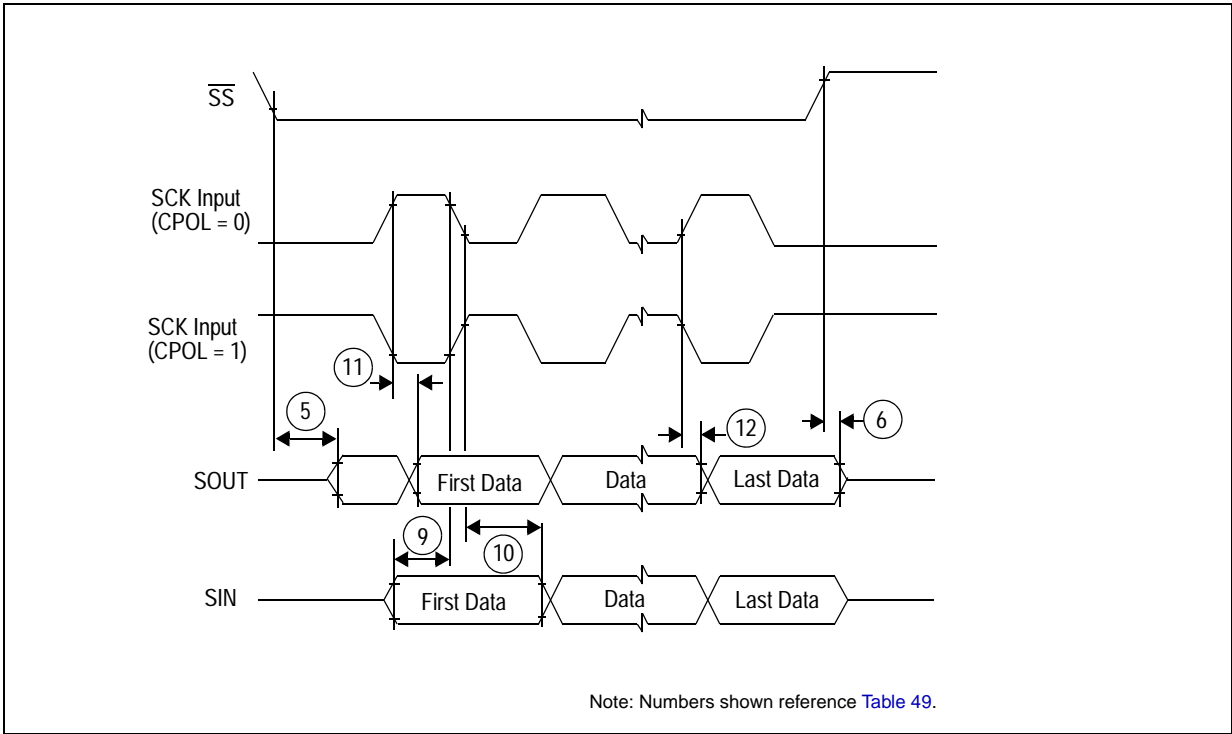 SS
SCK Input
(CPOL = 0)
SCK Input
(CPOL = 1)
11
5
12
6
SOUT
First Data
Data
Last Data
9
10
SIN
First Data
Data
Last Data
Note: Numbers shown reference Table 49.